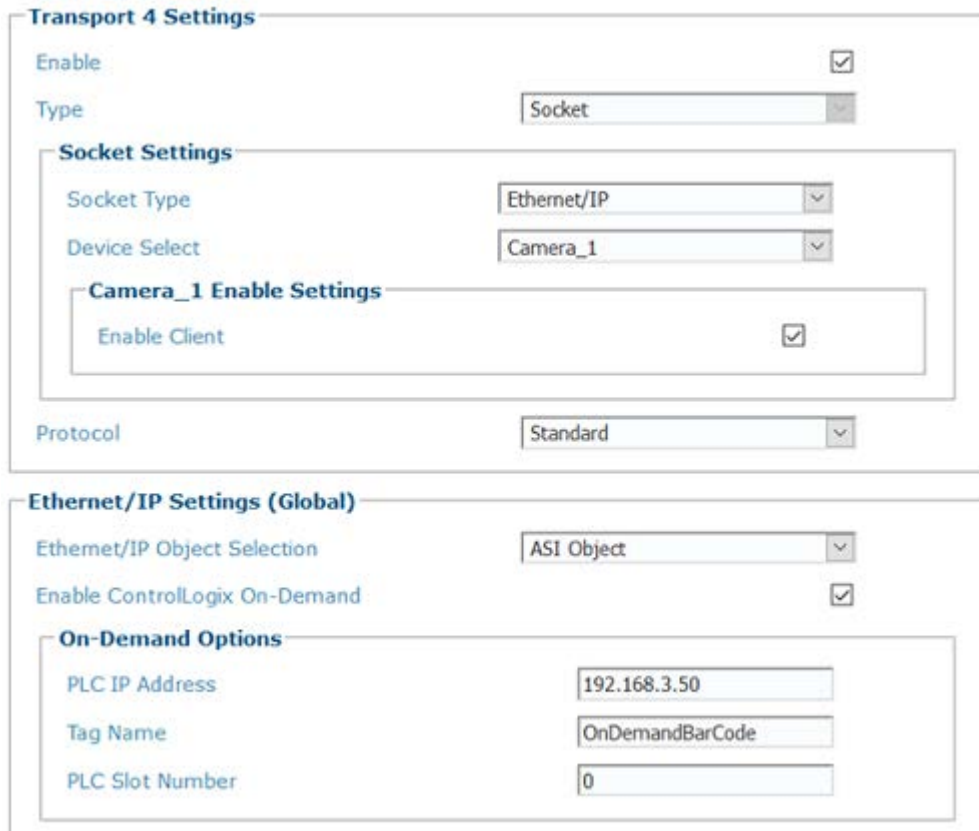 Transport 4 Settings
Enable
Type Socket
Socket Settings
Socket Type Ethernet/IP
Device Select Camera_1
Camera_1 Enable Settings
Enable Client
Protocol Standard
Ethernet/IP Settings (Global)
Ethernet/IP Object Selection ASI Object
Enable ControlLogix On-Demand
On-Demand Options
PLC IP Address 192.168.3.50
Tag Name OnDemandBarCode
PLC Slot Number 0